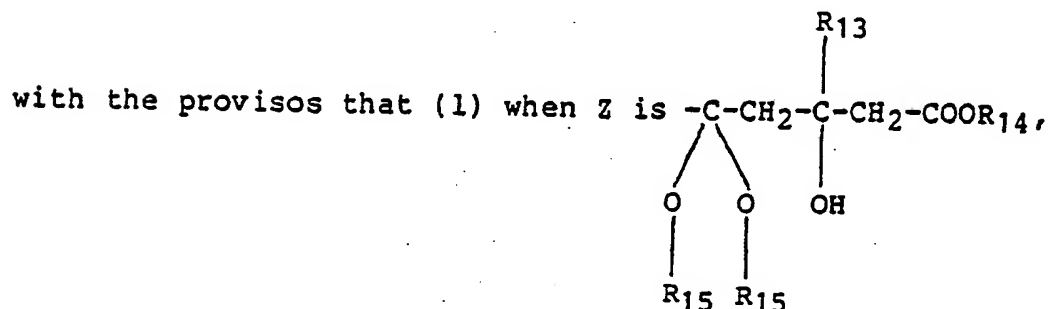 R13
with the provisos that (1) when Z is -C-CH2-C-CH2-COOR14,
O O OH
R15 R15